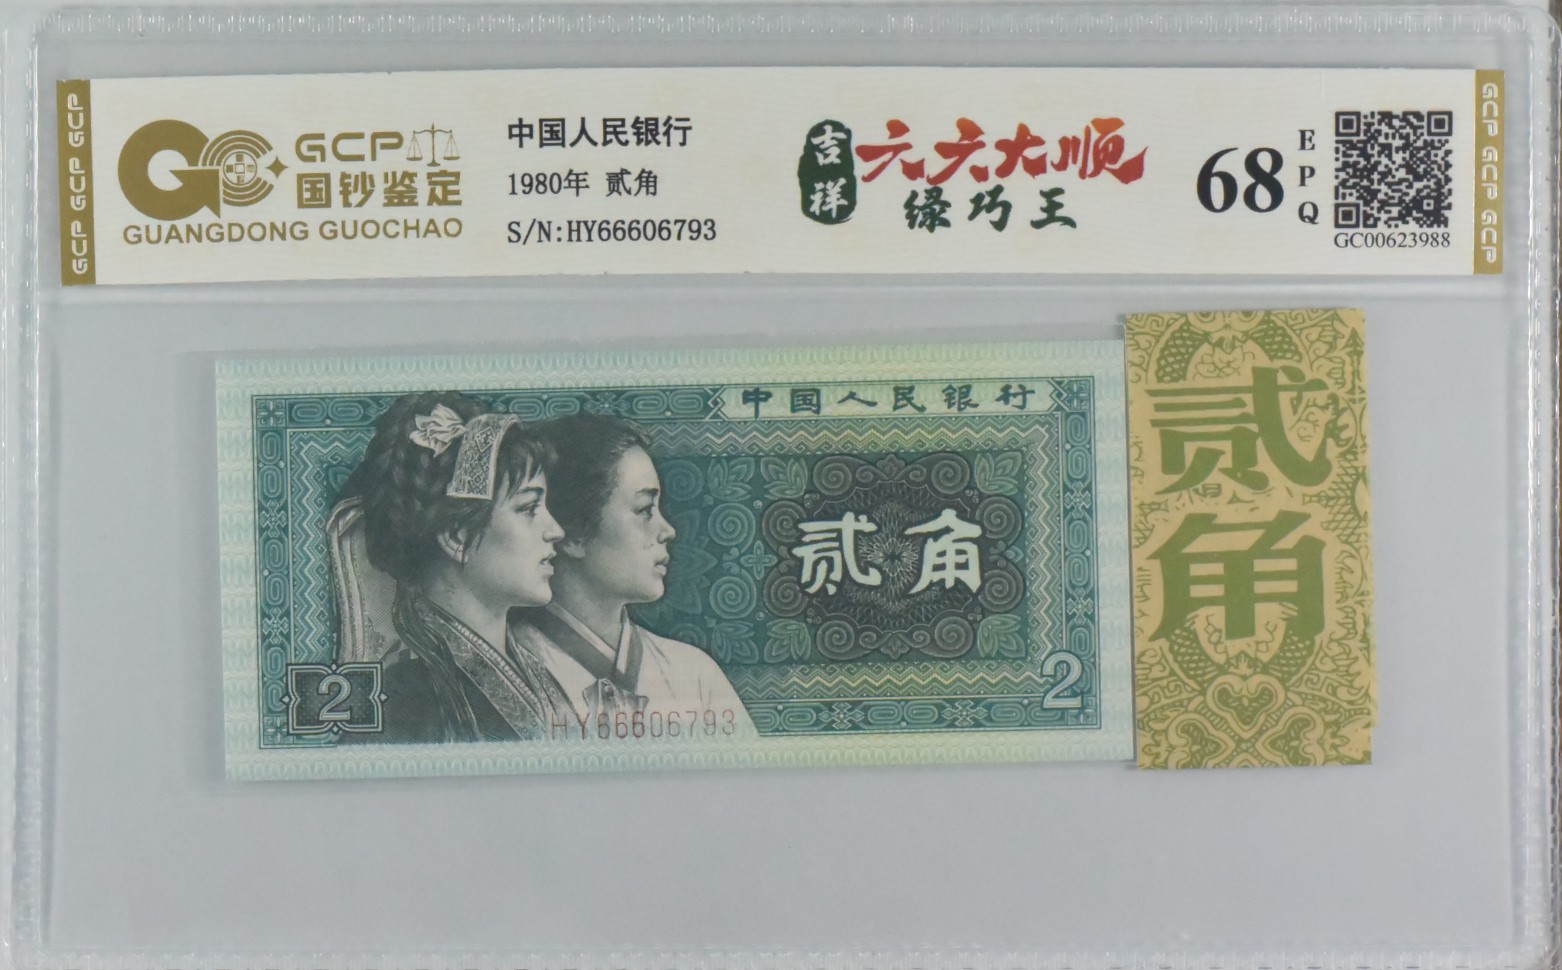 GCP GCP GCP
GCP
国钞鉴定
GUANGDONG GUOCHAO
中国人民银行
1980年 贰角
S/N:HY66606793
吉祥
六六大顺
绿巧王
68
EPQ
GC00623988
GCP GCP GCP
中国人民银行
贰角
2
2
HY66606793
贰角